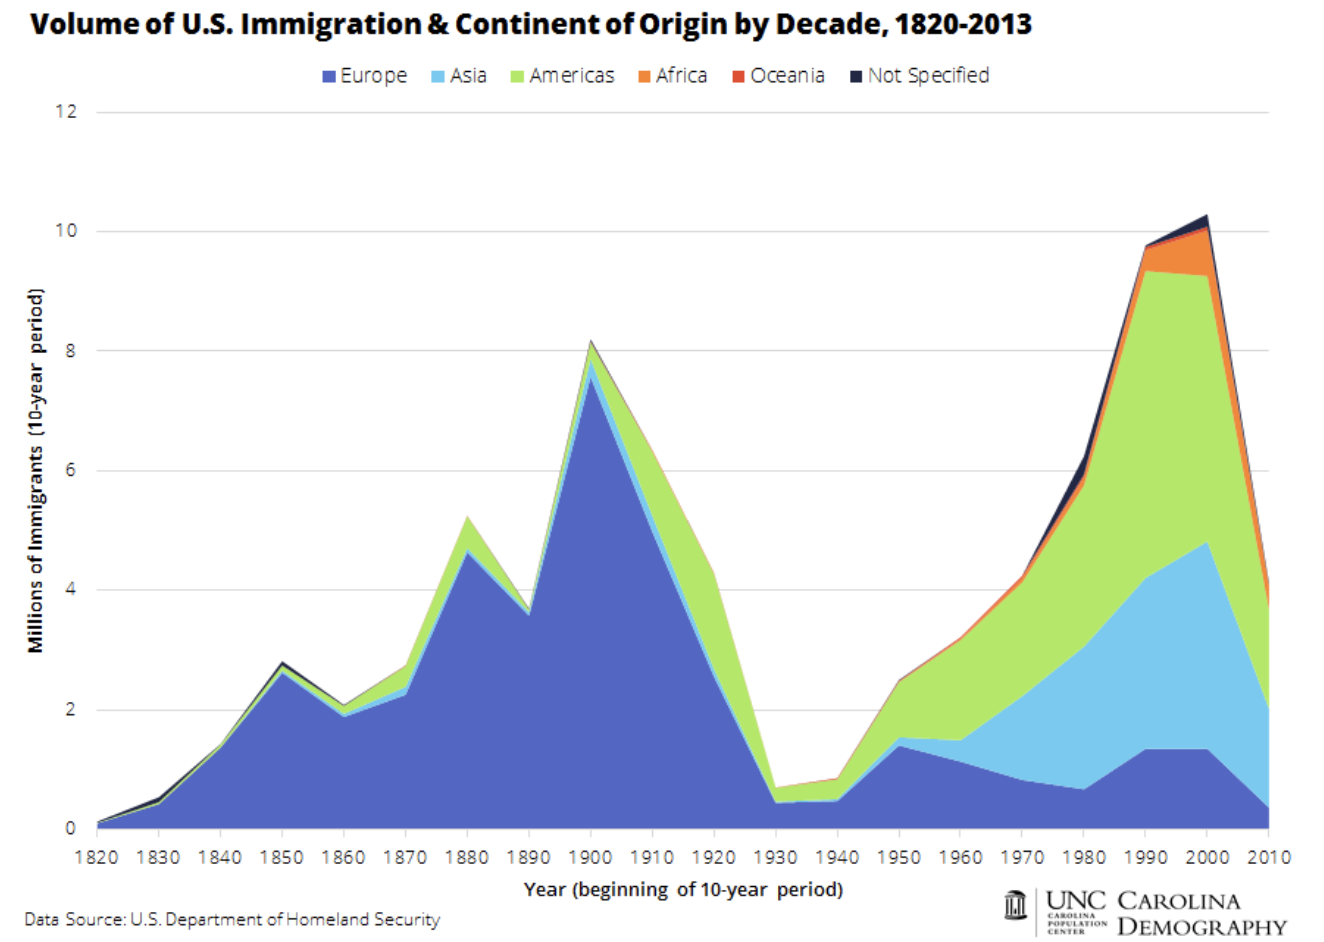 Volume of U.S. Immigration & Continent of Origin by Decade, 1820-2013
Europe Asia Americas Africa Oceania Not Specified
12
10
8
6
4
2
0
Millions of Immigrants (10-year period)
1820 1830 1840 1850 1860 1870 1880 1890 1900 1910 1920 1930 1940 1950 1960 1970 1980 1990 2000 2010
Year (beginning of 10-year period)
Data Source: U.S. Department of Homeland Security
UNC
CAROLINA
POPULATION
CENTER
CAROLINA
DEMOGRAPHY